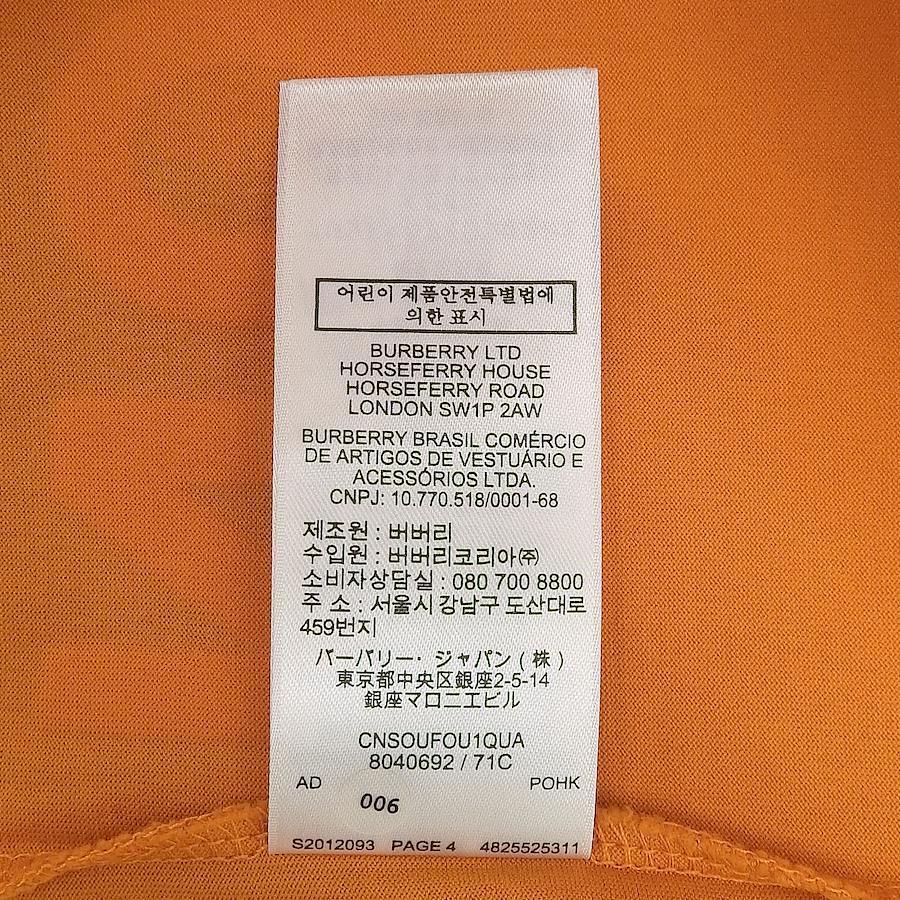 어린이 제품안전특별법에
의한 표시
BURBERRY LTD
HORSEFERRY HOUSE
HORSEFERRY ROAD
LONDON SW1P 2AW
BURBERRY BRASIL COMÉRCIO
DE ARTIGOS DE VESTUÁRIO E
ACESSÓRIOS LTDA.
CNPJ: 10.770.518/0001-68
제조원 : 버버리
수입원 : 버버리코리아㈜
소비자상담실 : 080 700 8800
주 소 : 서울시 강남구 도산대로
459번지
バーバリー・ジャパン ( 株 )
東京都中央区銀座2-5-14
銀座マロニエビル
CNSOUFOU1QUA
8040692 / 71C
AD POHK
006
S2012093 PAGE 4 4825525311